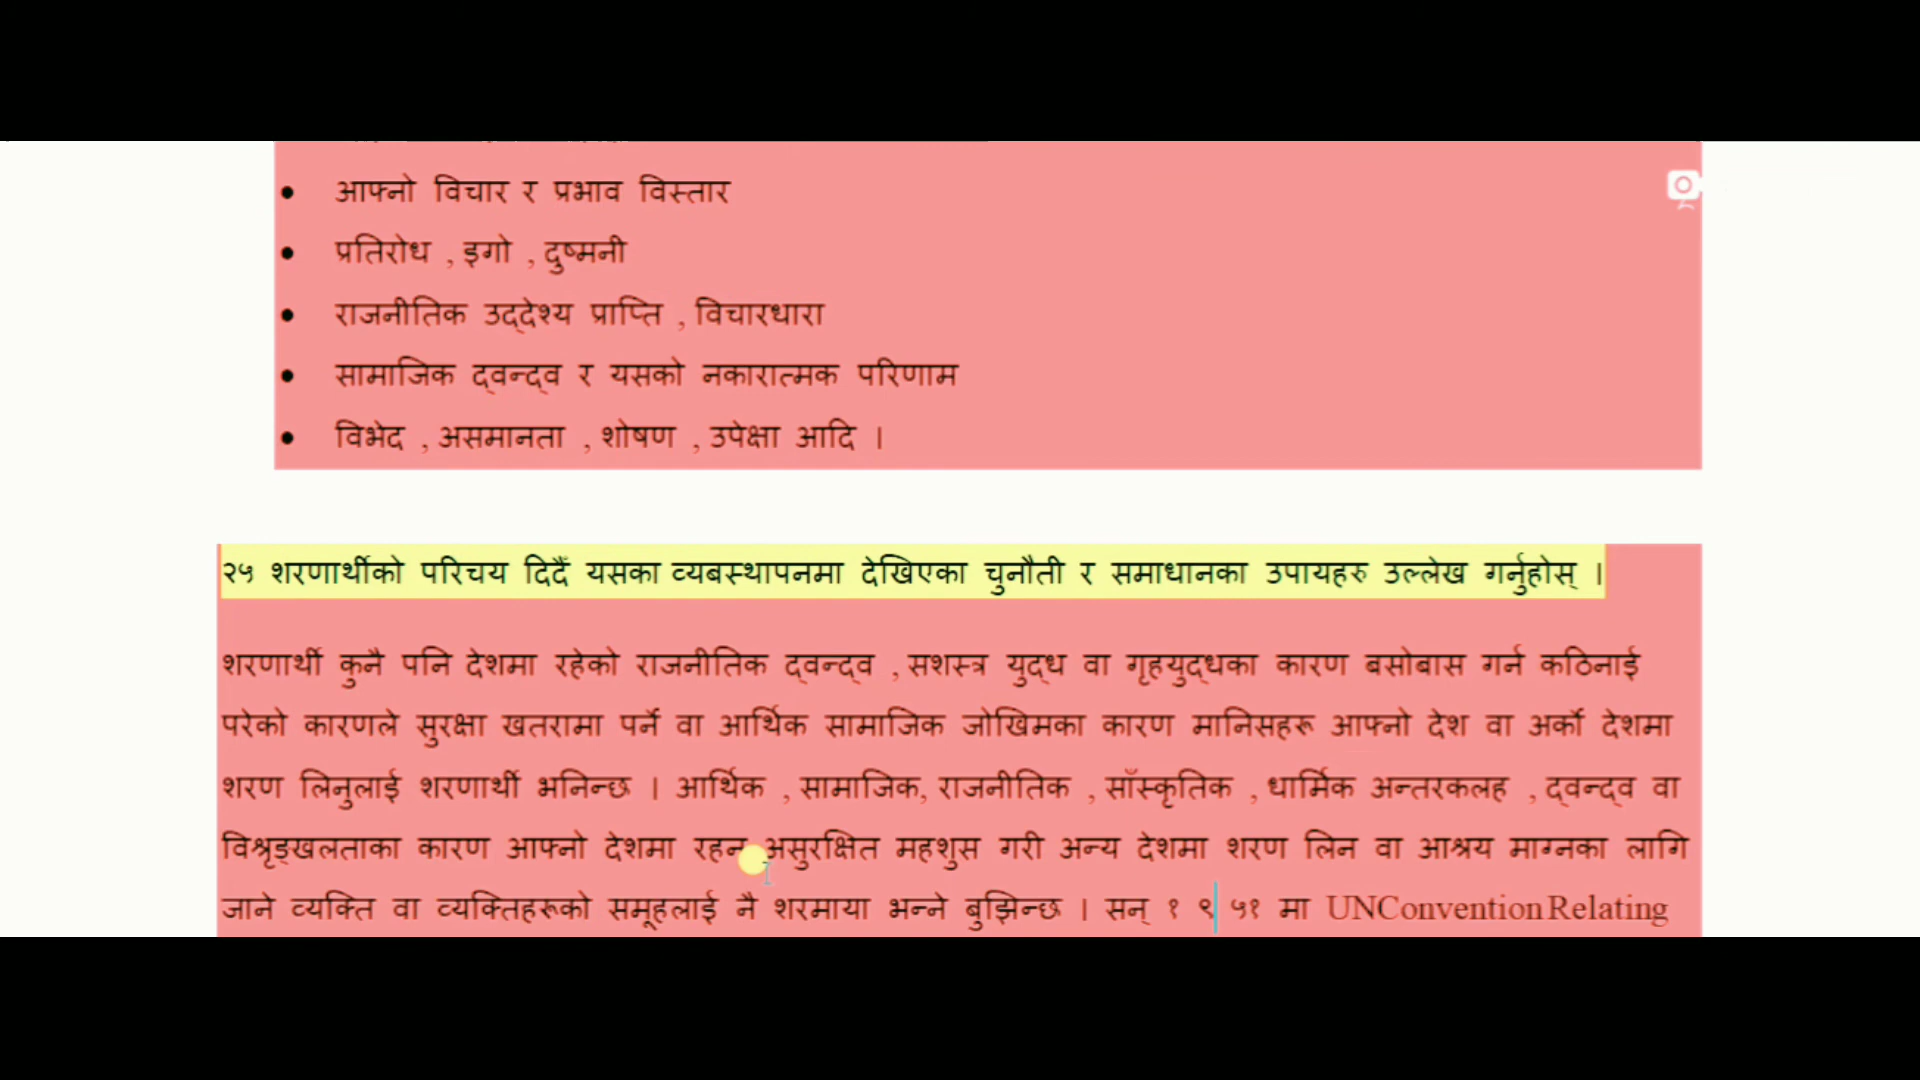 • आफ्नो विचार र प्रभाव विस्तार
• प्रतिरोध , इगो , दुष्मनी
• राजनीतिक उद्देश्य प्राप्ति , विचारधारा
• सामाजिक द्वन्द्व र यसको नकारात्मक परिणाम
• विभेद , असमानता , शोषण , उपेक्षा आदि ।
२५ शरणार्थीको परिचय दिदैँ यसका व्यबस्थापनमा देखिएका चुनौती र समाधानका उपायहरु उल्लेख गर्नुहोस् ।
शरणार्थी कुनै पनि देशमा रहेको राजनीतिक द्वन्द्व , सशस्त्र युद्ध वा गृहयुद्धका कारण बसोबास गर्न कठिनाई
परेको कारणले सुरक्षा खतरामा पर्ने वा आर्थिक सामाजिक जोखिमका कारण मानिसहरू आफ्नो देश वा अर्को देशमा
शरण लिनुलाई शरणार्थी भनिन्छ । आर्थिक , सामाजिक, राजनीतिक , साँस्कृतिक , धार्मिक अन्तरकलह , द्वन्द्व वा
विश्रृङ्खलताका कारण आफ्नो देशमा रहन असुरक्षित महशुस गरी अन्य देशमा शरण लिन वा आश्रय माग्नका लागि
जाने व्यक्ति वा व्यक्तिहरूको समूहलाई नै शरमाया भन्ने बुझिन्छ । सन् १ ९ ५१ मा UNConvention Relating